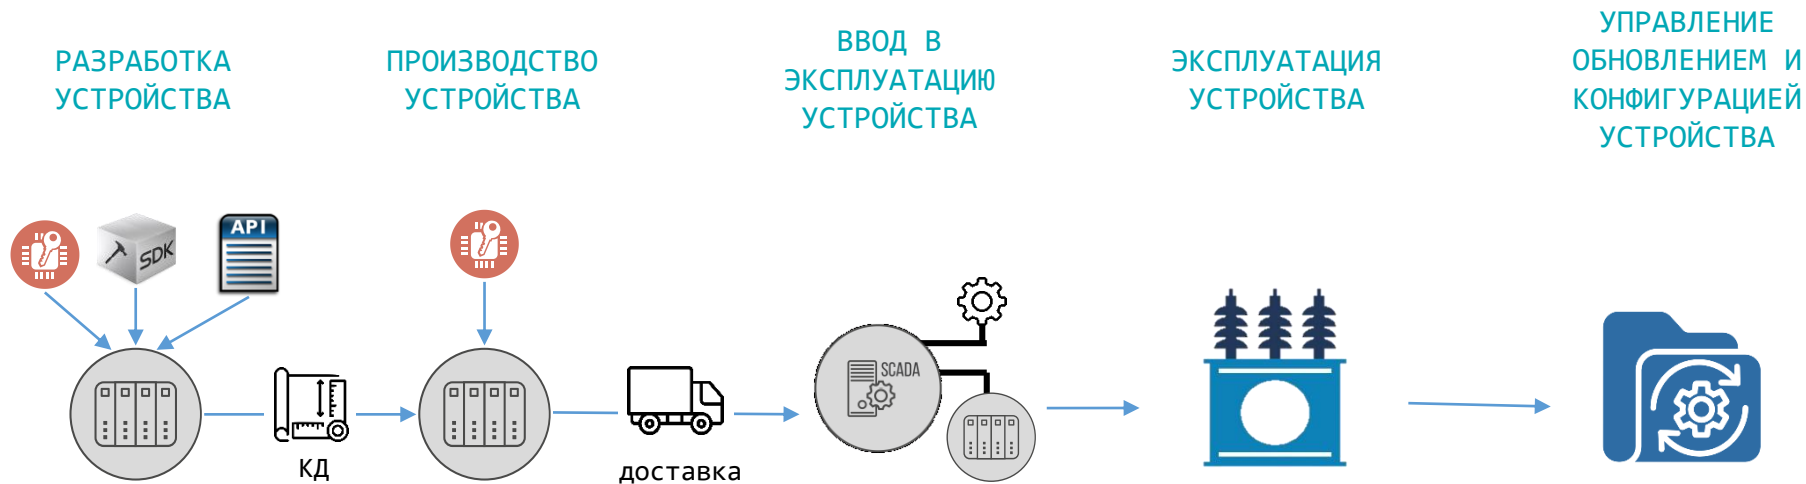 РАЗРАБОТКА
УСТРОЙСТВА
ПРОИЗВОДСТВО
УСТРОЙСТВА
ВВОД В
ЭКСПЛУАТАЦИЮ
УСТРОЙСТВА
ЭКСПЛУАТАЦИЯ
УСТРОЙСТВА
УПРАВЛЕНИЕ
ОБНОВЛЕНИЕМ И
КОНФИГУРАЦИЕЙ
УСТРОЙСТВА
SDK
API
КД
доставка
SCADA